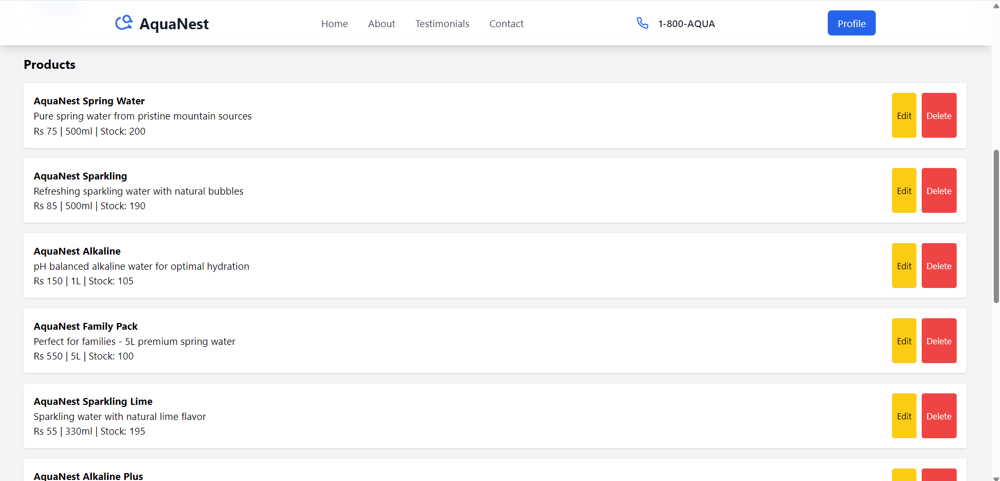 AquaNest
Home About Testimonials Contact
1-800-AQUA
Profile
Products
AquaNest Spring Water
Pure spring water from pristine mountain sources
Rs 75 | 500ml | Stock: 200
Edit Delete
AquaNest Sparkling
Refreshing sparkling water with natural bubbles
Rs 85 | 500ml | Stock: 190
Edit Delete
AquaNest Alkaline
pH balanced alkaline water for optimal hydration
Rs 150 | 1L | Stock: 105
Edit Delete
AquaNest Family Pack
Perfect for families - 5L premium spring water
Rs 550 | 5L | Stock: 100
Edit Delete
AquaNest Sparkling Lime
Sparkling water with natural lime flavor
Rs 55 | 330ml | Stock: 195
Edit Delete
AquaNest Alkaline Plus